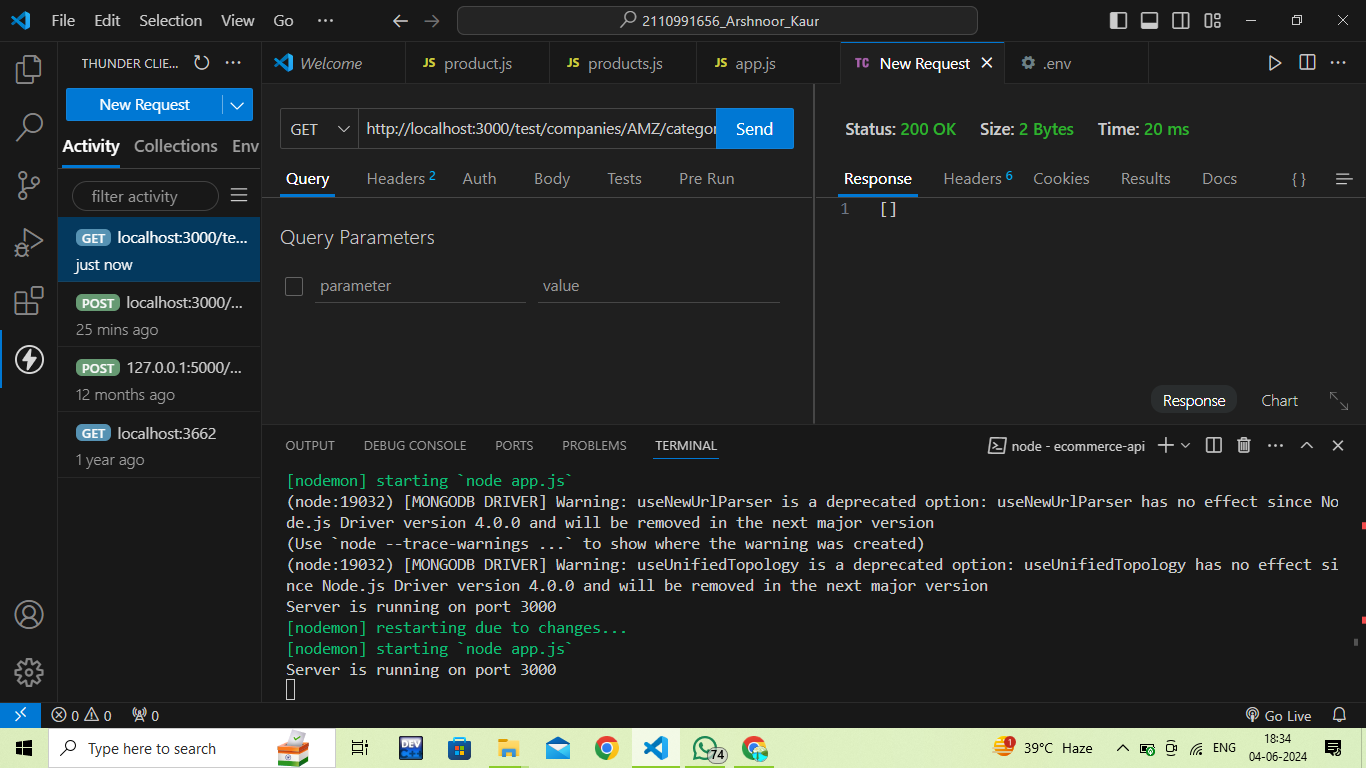 File Edit Selection View Go ... 2110991656_Arshnoor_Kaur
THUNDER CLIE... ...
Welcome JS product.js JS products.js JS app.js TC New Request .env ...
New Request
Activity Collections Env
filter activity
GET localhost:3000/te...
just now
POST localhost:3000/...
25 mins ago
POST 127.0.0.1:5000/...
12 months ago
GET localhost:3662
1 year ago
GET http://localhost:3000/test/companies/AMZ/categor Send
Query Headers 2 Auth Body Tests Pre Run
Query Parameters
parameter value
Status: 200 OK Size: 2 Bytes Time: 20 ms
Response Headers 6 Cookies Results Docs { }
1 []
Response Chart
OUTPUT DEBUG CONSOLE PORTS PROBLEMS TERMINAL node - ecommerce-api ...
[nodemon] starting `node app.js`
(node:19032) [MONGODB DRIVER] Warning: useNewUrlParser is a deprecated option: useNewUrlParser has no effect since No
de.js Driver version 4.0.0 and will be removed in the next major version
(Use `node --trace-warnings ...` to show where the warning was created)
(node:19032) [MONGODB DRIVER] Warning: useUnifiedTopology is a deprecated option: useUnifiedTopology has no effect si
nce Node.js Driver version 4.0.0 and will be removed in the next major version
Server is running on port 3000
[nodemon] restarting due to changes...
[nodemon] starting `node app.js`
Server is running on port 3000
0 0 0 Go Live
Type here to search DEV 74 1 39°C Haze ENG 18:34
04-06-2024